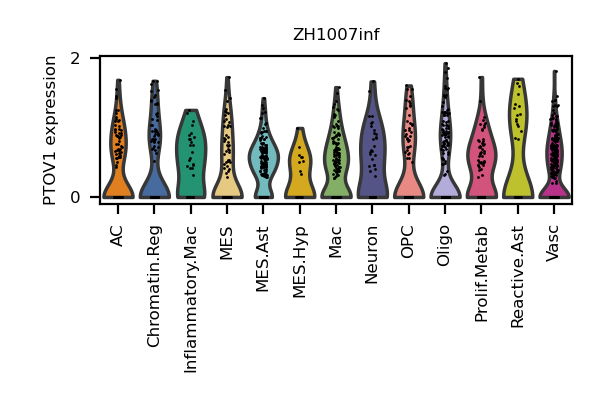 ZH1007inf
PTOV1 expression
2
0
AC
Chromatin.Reg
Inflammatory.Mac
MES
MES.Ast
MES.Hyp
Mac
Neuron
OPC
Oligo
Prolif.Metab
Reactive.Ast
Vasc